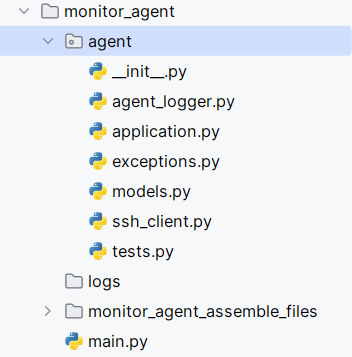 monitor_agent
agent
__init__.py
agent_logger.py
application.py
exceptions.py
models.py
ssh_client.py
tests.py
logs
monitor_agent_assemble_files
main.py